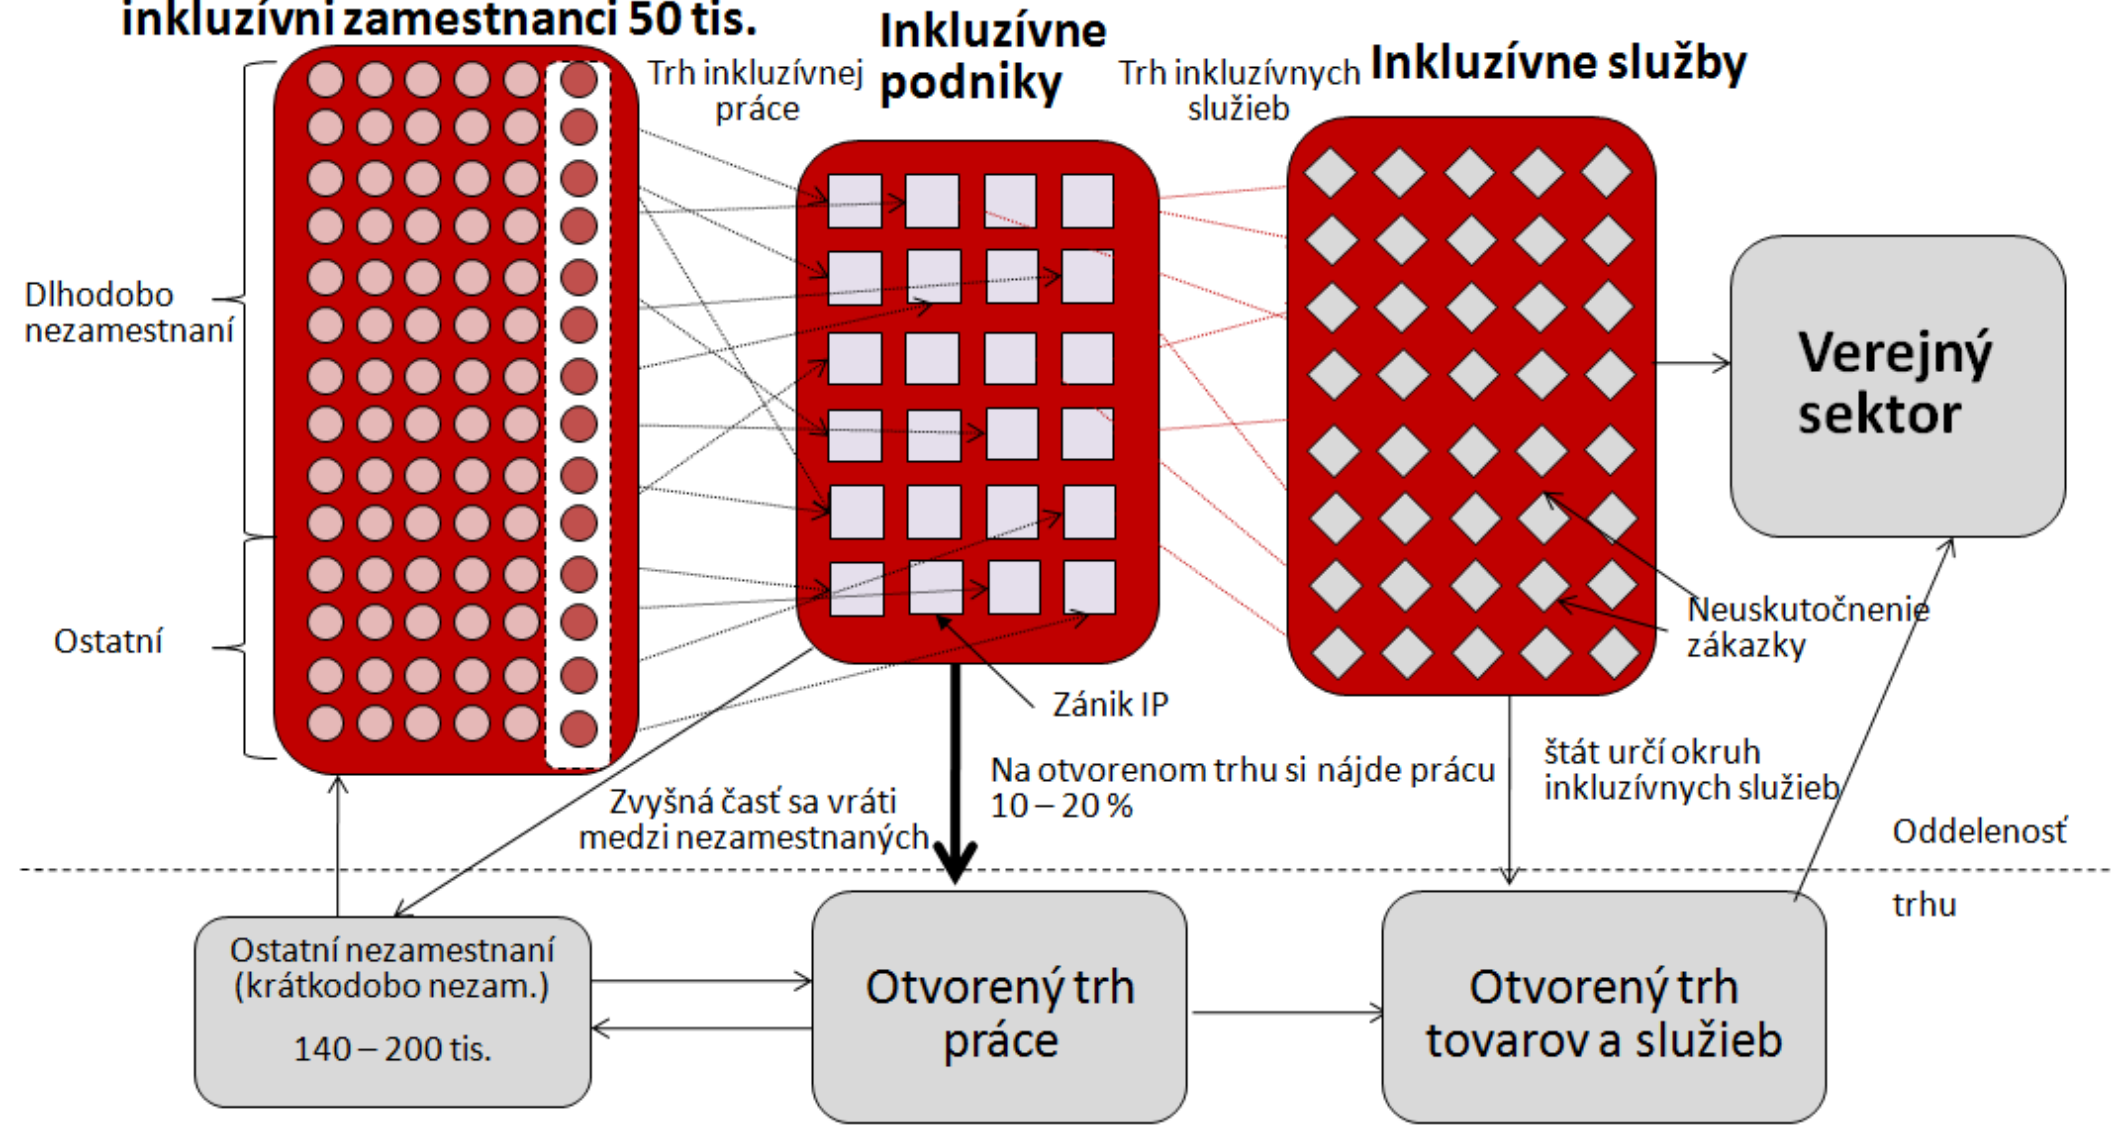 inkluzívni zamestnanci 50 tis.
Inkluzívne
podniky
Inkluzívne služby
Trh inkluzívnej
práce
Trh inkluzívnych
služieb
Dlhodobo
nezamestnaní
Ostatní
Verejný
sektor
Neuskutočnenie
zákazky
Zánik IP
Na otvorenom trhu si nájde prácu
10 – 20 %
štát určí okruh
inkluzívnych služieb
Zvyšná časť sa vráti
medzi nezamestnaných
Oddelenosť
trhu
Ostatní nezamestnaní
(krátkodobo nezam.)
140 – 200 tis.
Otvorený trh
práce
Otvorený trh
tovarov a služieb